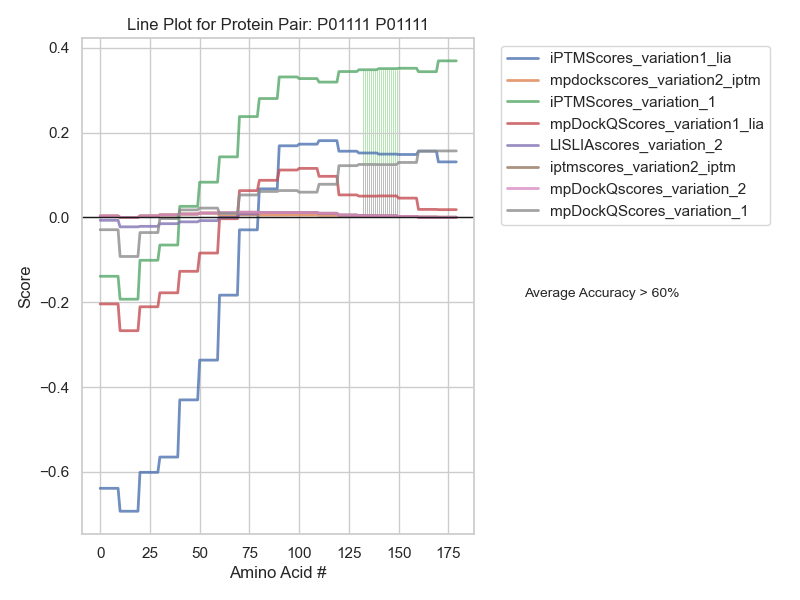 Line Plot for Protein Pair: P01111 P01111
0.4
0.2
0.0
−0.2
−0.4
−0.6
Score
0 25 50 75 100 125 150 175
Amino Acid #
iPTMScores_variation1_lia
mpdockscores_variation2_iptm
iPTMScores_variation_1
mpDockQScores_variation1_lia
LISLIAscores_variation_2
iptmscores_variation2_iptm
mpDockQscores_variation_2
mpDockQScores_variation_1
Average Accuracy > 60%